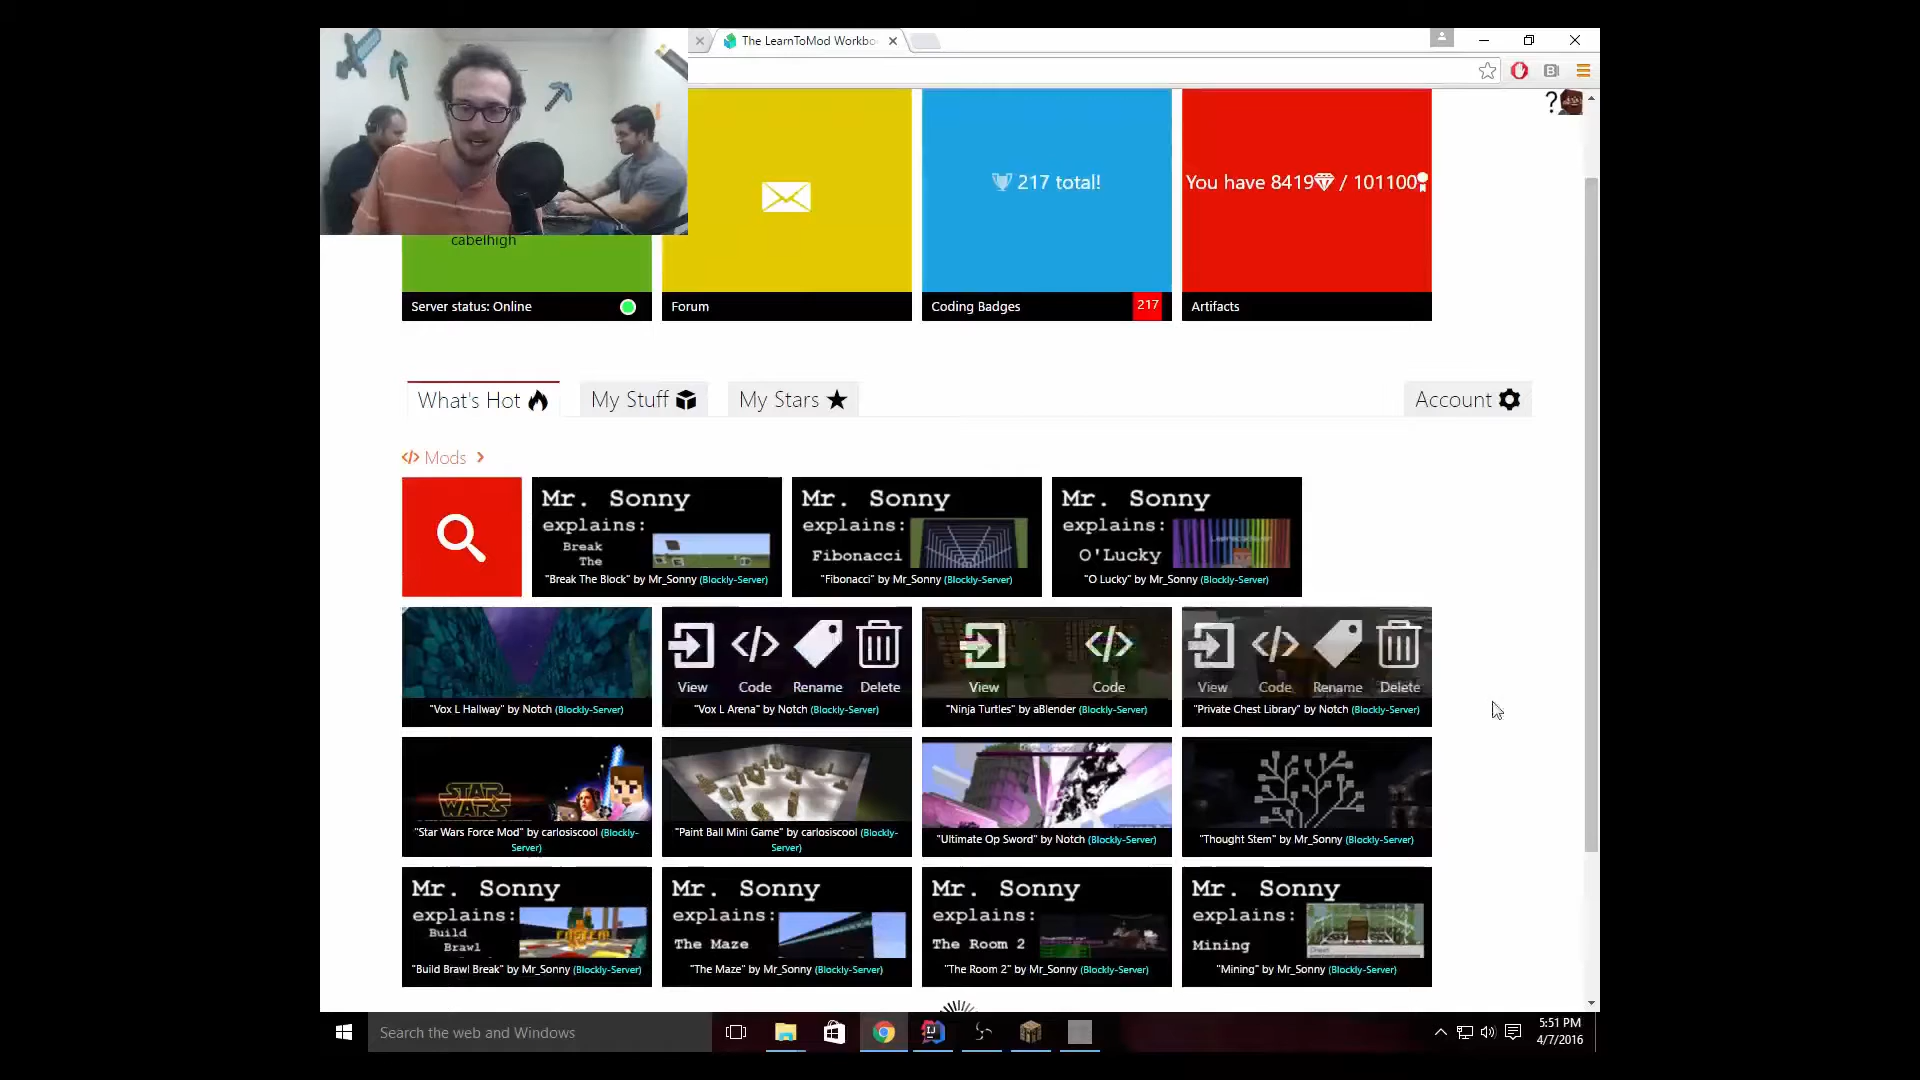 The LearnToMod Workbo
?
217 total!
You have 8419 / 101100
cabelhigh
Server status: Online
Forum
Coding Badges
217
Artifacts
What's Hot
My Stuff
My Stars
Account
</> Mods >
Mr. Sonny
explains:
Break
The
"Break The Block" by Mr_Sonny (Blockly-Server)
Mr. Sonny
explains:
Fibonacci
"Fibonacci" by Mr_Sonny (Blockly-Server)
Mr. Sonny
explains:
O'Lucky
"O Lucky" by Mr_Sonny (Blockly-Server)
"Vox L Hallway" by Notch (Blockly-Server)
View Code Rename Delete
"Vox L Arena" by Notch (Blockly-Server)
View Code
"Ninja Turtles" by aBlender (Blockly-Server)
View Code Rename Delete
"Private Chest Library" by Notch (Blockly-Server)
STAR
WARS
"Star Wars Force Mod" by carlosiscool (Blockly-
Server)
"Paint Ball Mini Game" by carlosiscool (Blockly-
Server)
"Ultimate Op Sword" by Notch (Blockly-Server)
"Thought Stem" by Mr_Sonny (Blockly-Server)
Mr. Sonny
explains:
Build
Brawl
"Build Brawl Break" by Mr_Sonny (Blockly-Server)
Mr. Sonny
explains:
The Maze
"The Maze" by Mr_Sonny (Blockly-Server)
Mr. Sonny
explains:
The Room 2
"The Room 2" by Mr_Sonny (Blockly-Server)
Mr. Sonny
explains:
Mining
"Mining" by Mr_Sonny (Blockly-Server)
Search the web and Windows
5:51 PM
4/7/2016